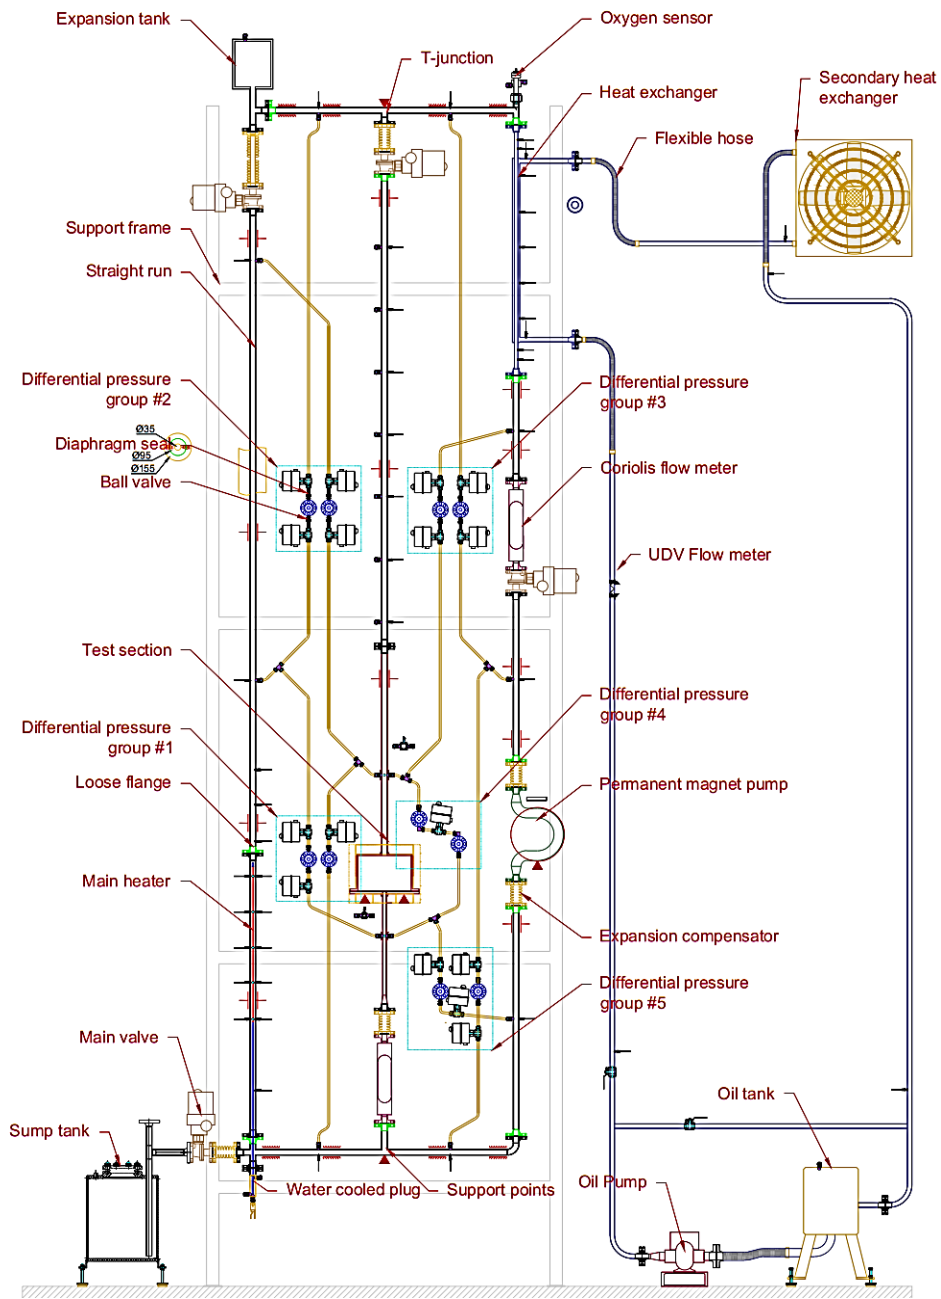 Expansion tank
Oxygen sensor
T-junction
Heat exchanger
Secondary heat
exchanger
Flexible hose
Support frame
Straight run
Differential pressure
group #2
Differential pressure
group #3
Ø35
Diaphragm seal
Ø95
Ø155
Ball valve
Coriolis flow meter
UDV Flow meter
Test section
Differential pressure
group #4
Differential pressure
group #1
Loose flange
Permanent magnet pump
Main heater
Expansion compensator
Differential pressure
group #5
Main valve
Oil tank
Sump tank
Water cooled plug
Support points
Oil Pump